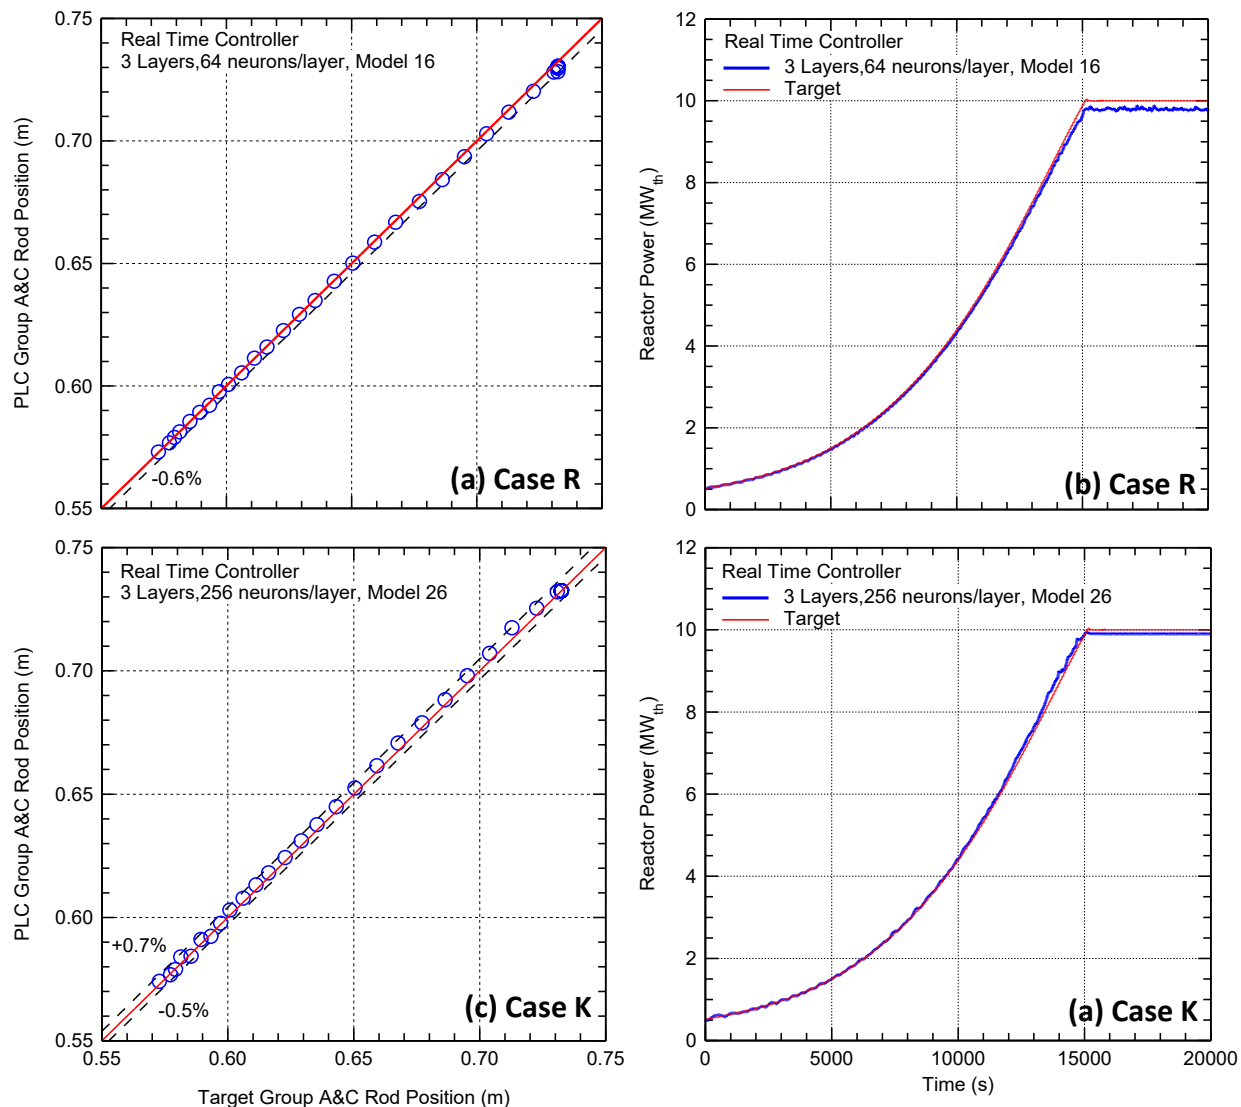 0.75
0.70
0.65
0.60
0.55
PLC Group A&C Rod Position (m)
Real Time Controller
3 Layers,64 neurons/layer, Model 16
-0.6%
(a) Case R
12
10
8
6
4
2
0
Reactor Power (MWth)
Real Time Controller
3 Layers,64 neurons/layer, Model 16
Target
(b) Case R
0.75
0.70
0.65
0.60
0.55
PLC Group A&C Rod Position (m)
Real Time Controller
3 Layers,256 neurons/layer, Model 26
+0.7%
-0.5%
(c) Case K
0.55 0.60 0.65 0.70 0.75
Target Group A&C Rod Position (m)
12
10
8
6
4
2
0
Reactor Power (MWth)
Real Time Controller
3 Layers,256 neurons/layer, Model 26
Target
(a) Case K
0 5000 10000 15000 20000
Time (s)